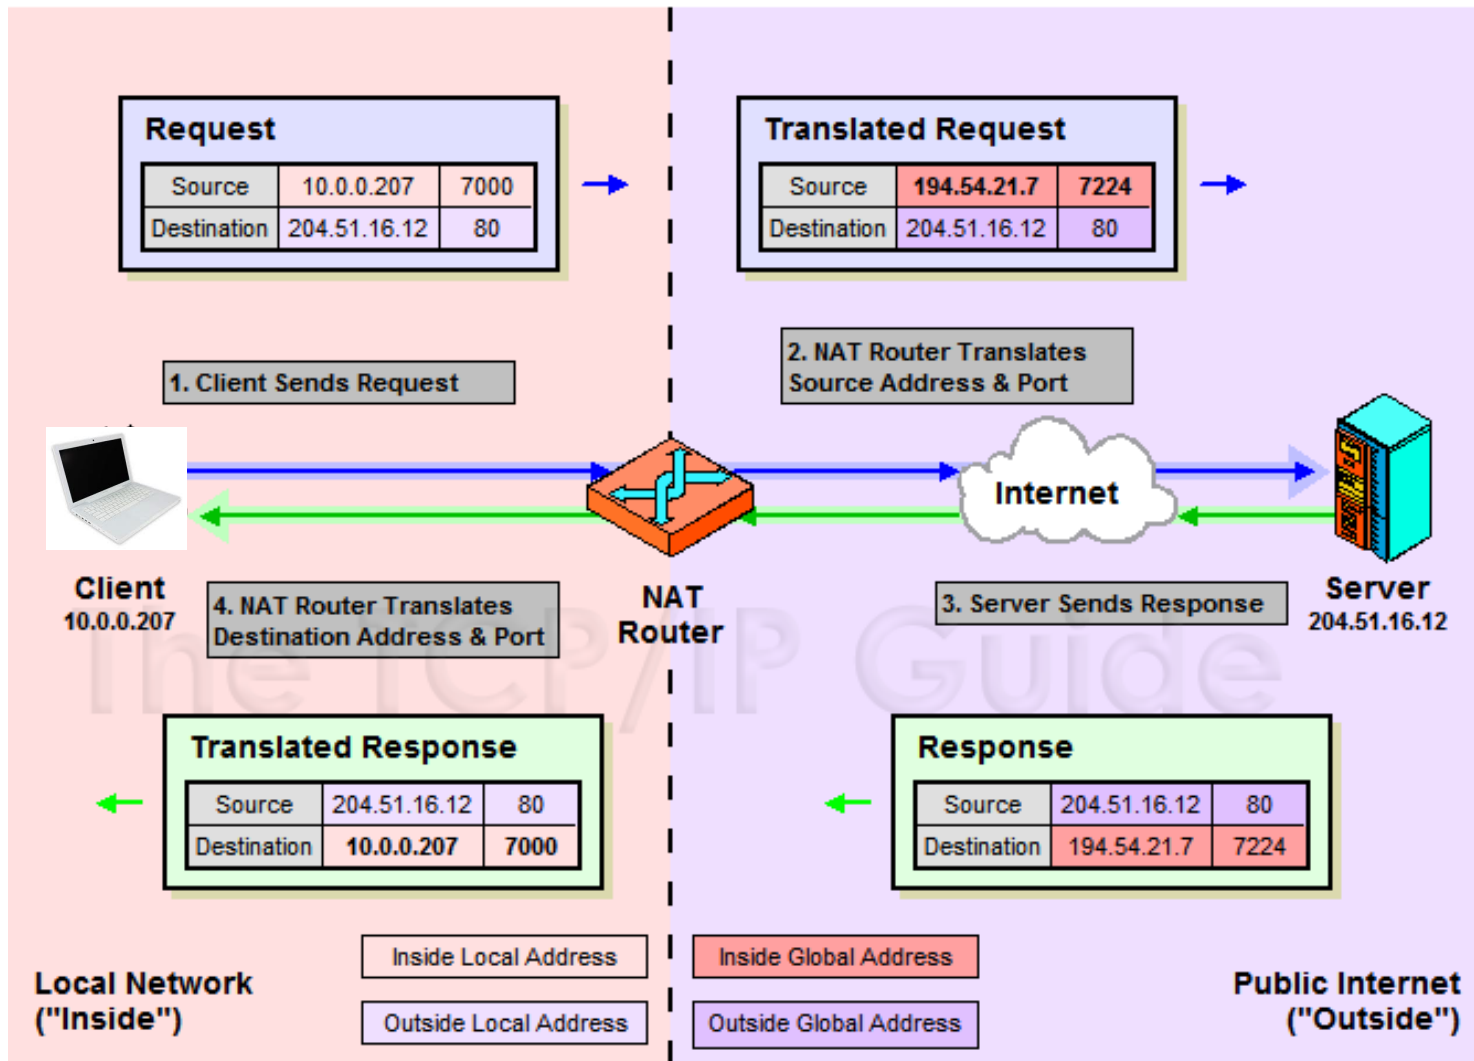 Request
Source 10.0.0.207 7000
Destination 204.51.16.12 80
Translated Request
Source 194.54.21.7 7224
Destination 204.51.16.12 80
1. Client Sends Request
2. NAT Router Translates
Source Address & Port
Internet
Client
10.0.0.207
4. NAT Router Translates
Destination Address & Port
NAT
Router
3. Server Sends Response
Server
204.51.16.12
The TCP/IP Guide
Translated Response
Source 204.51.16.12 80
Destination 10.0.0.207 7000
Response
Source 204.51.16.12 80
Destination 194.54.21.7 7224
Local Network
("Inside")
Inside Local Address
Outside Local Address
Inside Global Address
Outside Global Address
Public Internet
("Outside")